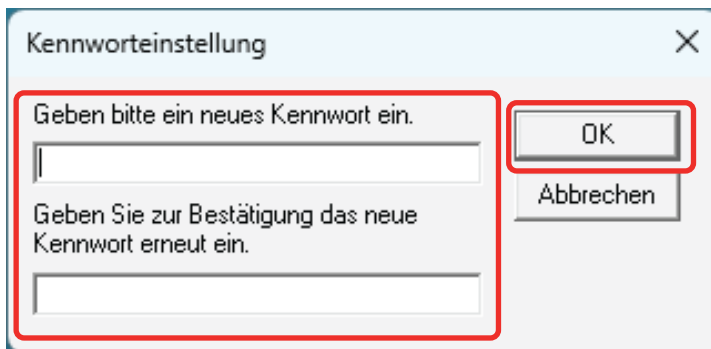 Kennworteinstellung
Geben bitte ein neues Kennwort ein.
OK
Abbrechen
Geben Sie zur Bestätigung das neue
Kennwort erneut ein.